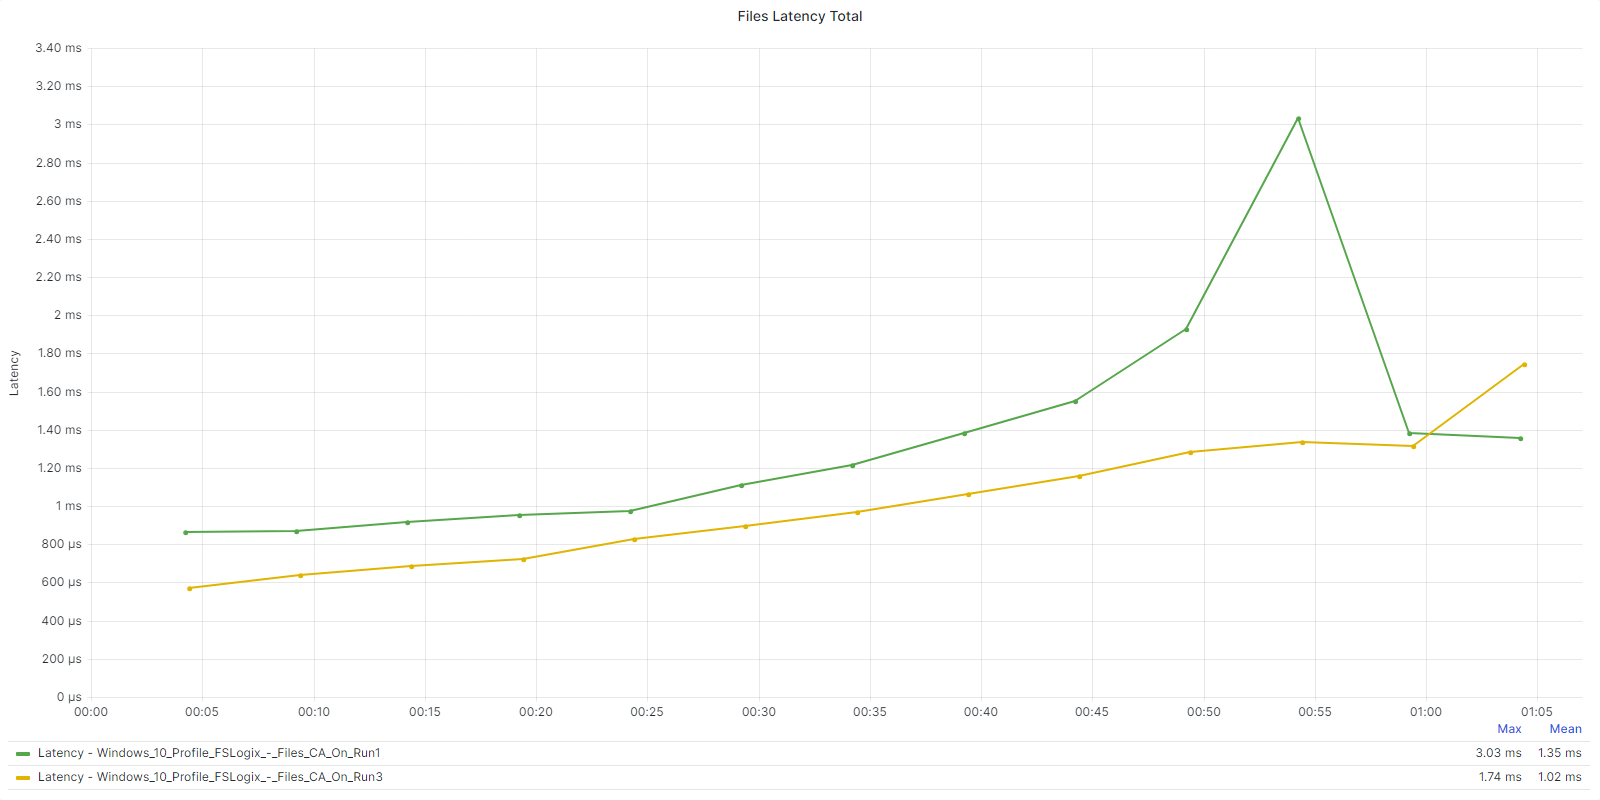 Files Latency Total
3.40 ms
3.20 ms
3 ms
2.80 ms
2.60 ms
2.40 ms
2.20 ms
2 ms
1.80 ms
1.60 ms
1.40 ms
1.20 ms
1 ms
800 µs
600 µs
400 µs
200 µs
0 µs
Latency
00:00 00:05 00:10 00:15 00:20 00:25 00:30 00:35 00:40 00:45 00:50 00:55 01:00 01:05
Max Mean
Latency - Windows_10_Profile_FSLogix_-_Files_CA_On_Run1 3.03 ms 1.35 ms
Latency - Windows_10_Profile_FSLogix_-_Files_CA_On_Run3 1.74 ms 1.02 ms